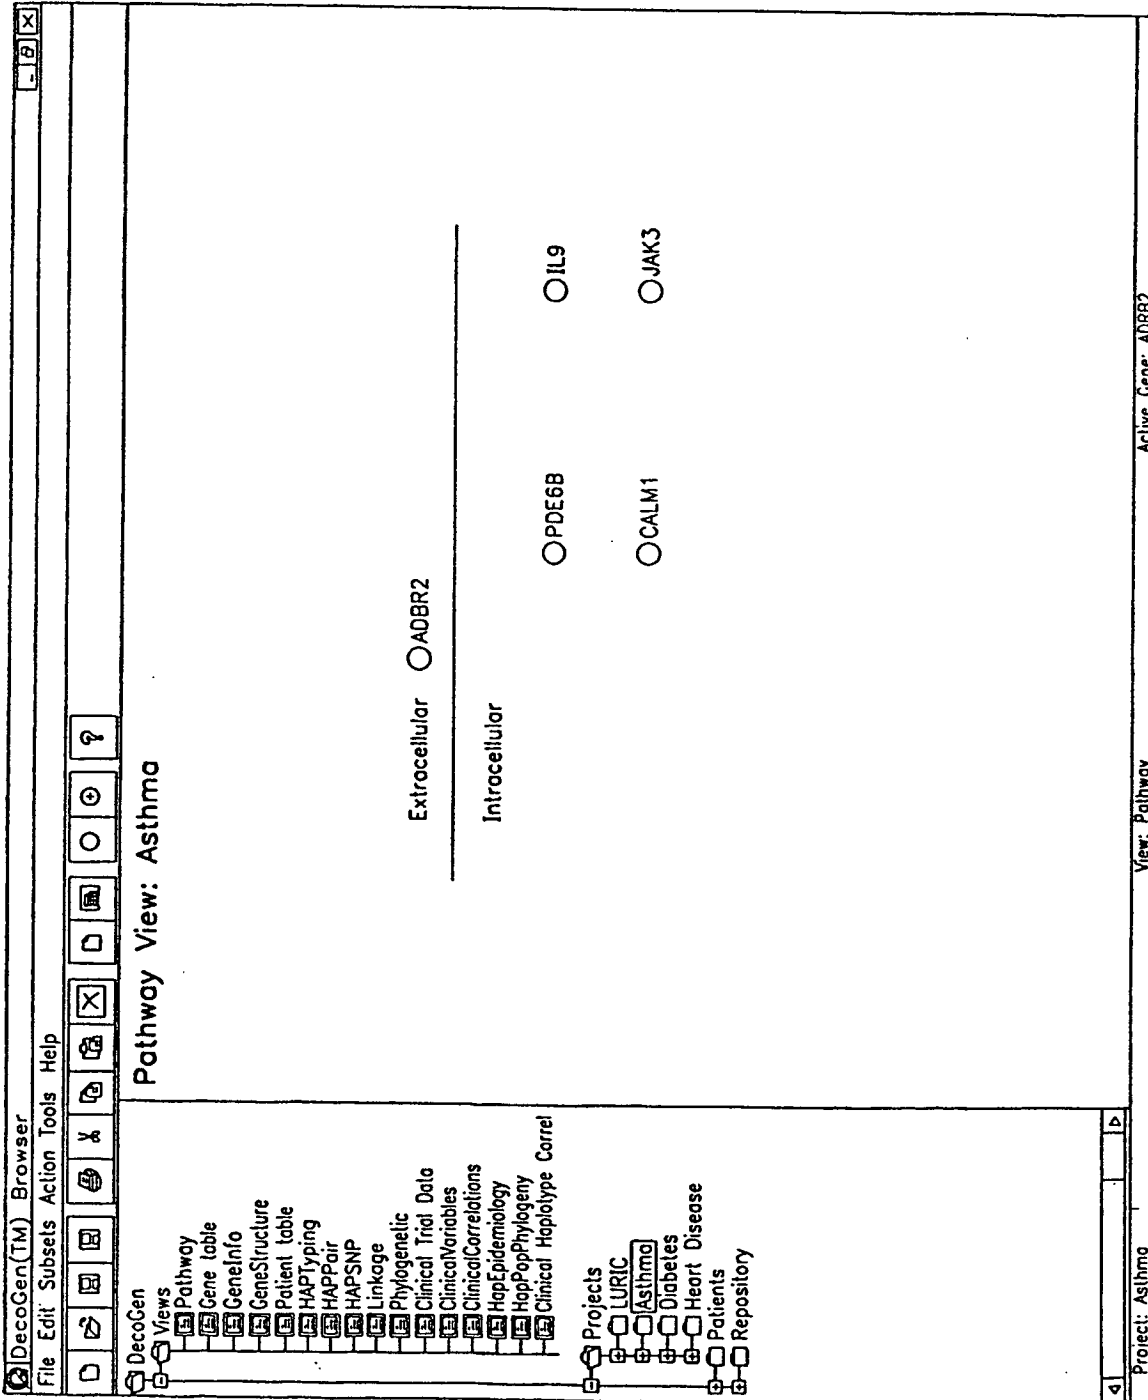 DecoGen(TM) Browser
File Edit Subsets Action Tools Help
DecoGen
Views
Pathway
Gene table
GeneInfo
GeneStructure
Patient table
HAPTyping
HAPPair
HAPSNP
Linkage
Phylogenetic
Clinical Trial Data
ClinicalVariables
ClinicalCorrelations
HapEpidemiology
HapPopPhylogeny
Clinical Haplotype Correl
Projects
LURIC
Asthma
Diabetes
Heart Disease
Patients
Repository
Pathway View: Asthma
Extracellular
ADBR2
Intracellular
PDE6B
IL9
CALM1
JAK3
Project: Asthma
View: Pathway
Active Gene: ADRB2